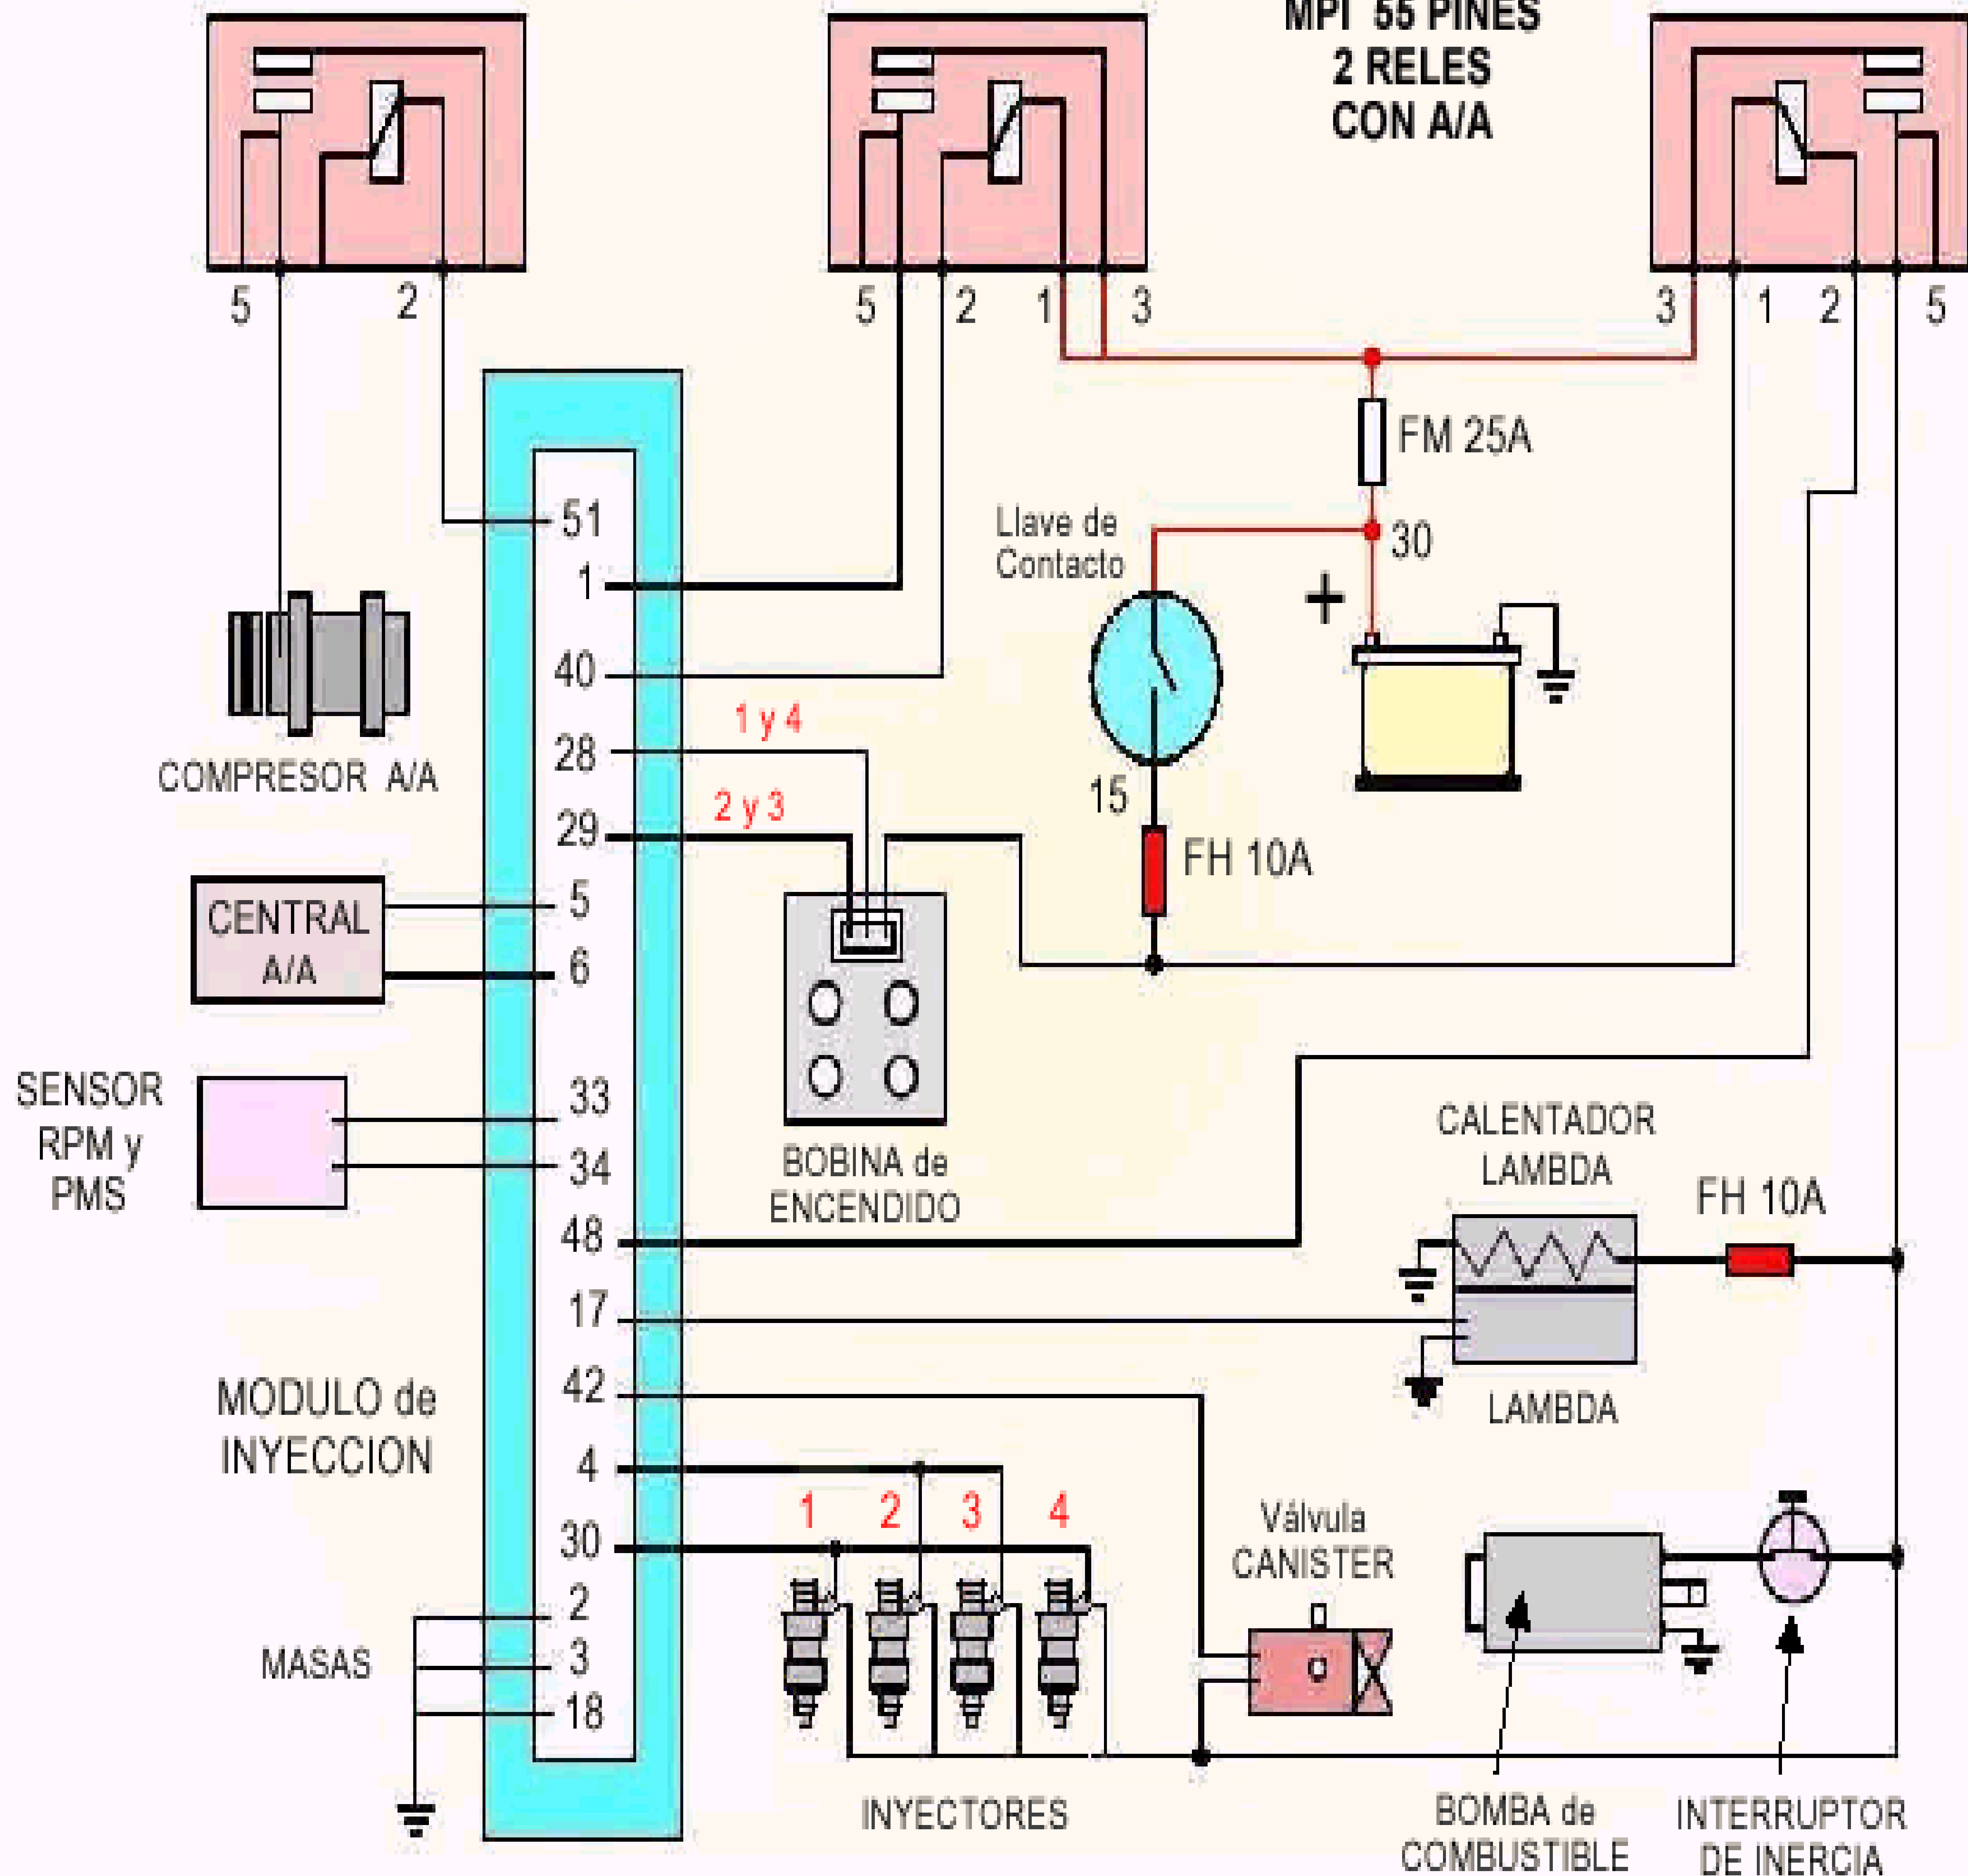 MPI 55 PINES
2 RELES
CON A/A
5 2
5 2 1 3
3 1 2 5
FM 25A
Llave de
Contacto
30
+
15
FH 10A
51
1
40
28
29
5
6
33
34
48
17
42
4
30
2
3
18
1 y 4
2 y 3
COMPRESOR A/A
CENTRAL
A/A
SENSOR
RPM y
PMS
BOBINA de
ENCENDIDO
CALENTADOR
LAMBDA
FH 10A
LAMBDA
MODULO de
INYECCION
1 2 3 4
Válvula
CANISTER
MASAS
INYECTORES
BOMBA de
COMBUSTIBLE
INTERRUPTOR
DE INERCIA